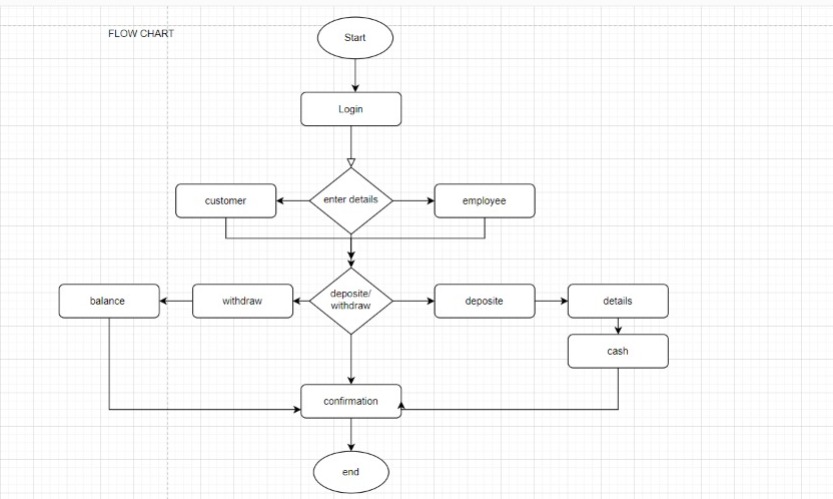 FLOW CHART
Start
Login
customer
enter details
employee
balance
withdraw
deposite/
withdraw
deposite
details
cash
confirmation
end